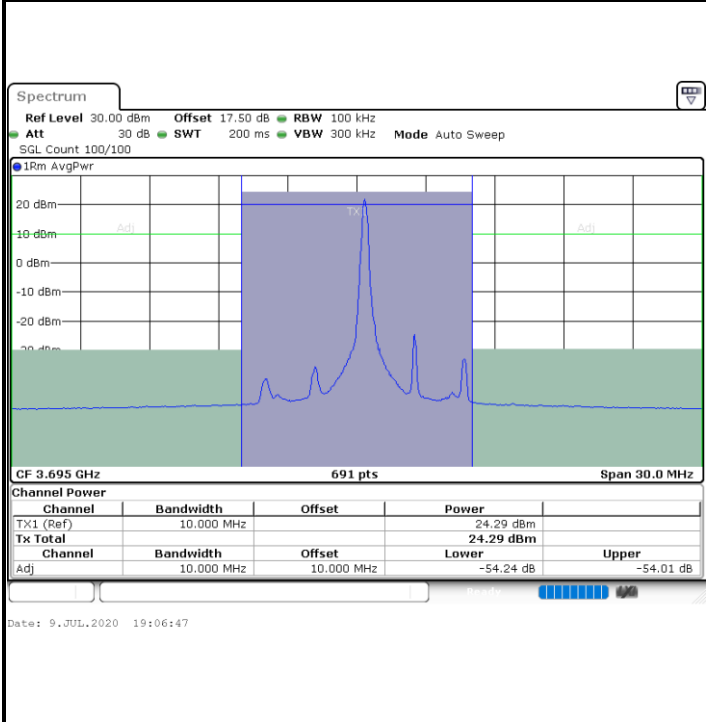 Spectrum
Ref Level 30.00 dBm Offset 17.50 dB RBW 100 kHz
Att 30 dB SWT 200 ms VBW 300 kHz Mode Auto Sweep
SGL Count 100/100
1Rm AvgPwr
20 dBm
TX1
Adj
Adj
10 dBm
0 dBm
-10 dBm
-20 dBm
CF 3.695 GHz 691 pts Span 30.0 MHz
Channel Power
Channel Bandwidth Offset Power
TX1 (Ref) 10.000 MHz 24.29 dBm
Tx Total 24.29 dBm
Channel Bandwidth Offset Lower Upper
Adj 10.000 MHz 10.000 MHz -54.24 dB -54.01 dB
Ready
Date: 9.JUL.2020 19:06:47